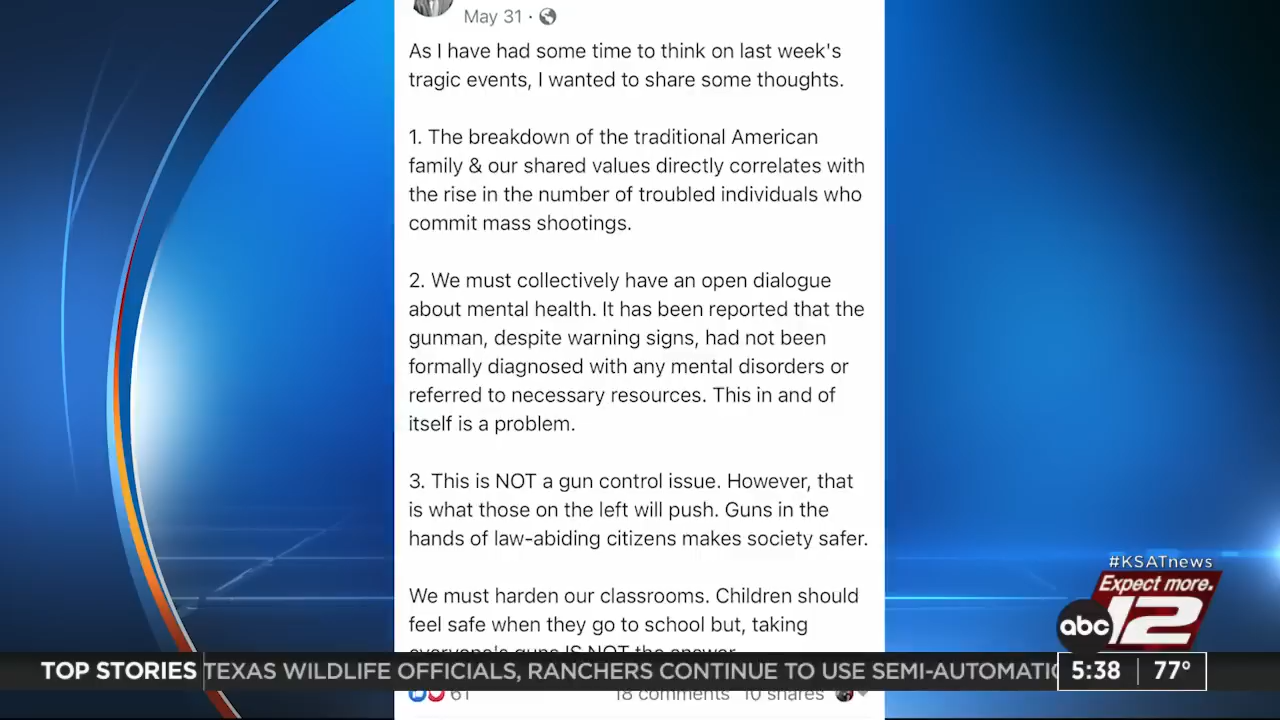 May 31 ·
As I have had some time to think on last week's
tragic events, I wanted to share some thoughts.
1. The breakdown of the traditional American
family & our shared values directly correlates with
the rise in the number of troubled individuals who
commit mass shootings.
2. We must collectively have an open dialogue
about mental health. It has been reported that the
gunman, despite warning signs, had not been
formally diagnosed with any mental disorders or
referred to necessary resources. This in and of
itself is a problem.
3. This is NOT a gun control issue. However, that
is what those on the left will push. Guns in the
hands of law-abiding citizens makes society safer.
We must harden our classrooms. Children should
feel safe when they go to school but, taking
everyone's guns IS NOT the answer.
#KSATnews
Expect more.
abc 12
TOP STORIES TEXAS WILDLIFE OFFICIALS, RANCHERS CONTINUE TO USE SEMI-AUTOMATIC 5:38 77°
61 18 comments 10 shares